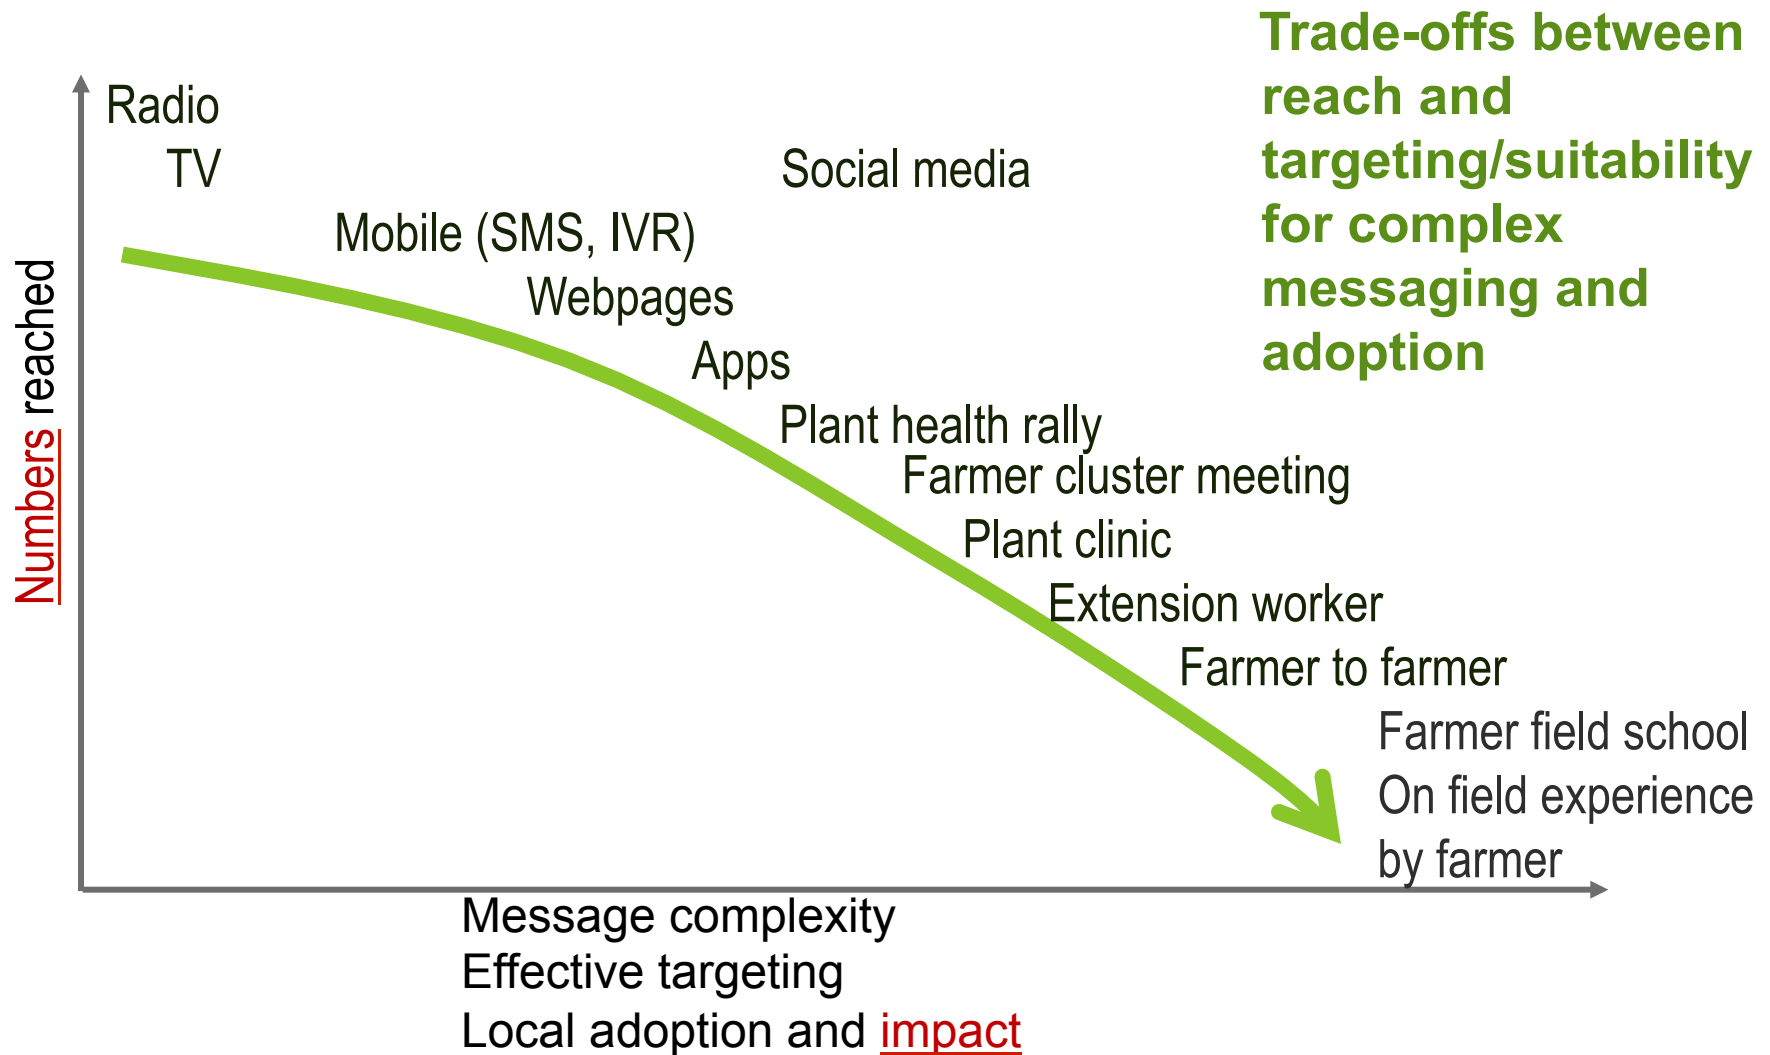 Trade-offs between
reach and
targeting/suitability
for complex
messaging and
adoption
Radio
TV
Social media
Mobile (SMS, IVR)
Webpages
Apps
Plant health rally
Farmer cluster meeting
Plant clinic
Extension worker
Farmer to farmer
Farmer field school
On field experience
by farmer
Numbers reached
Message complexity
Effective targeting
Local adoption and impact